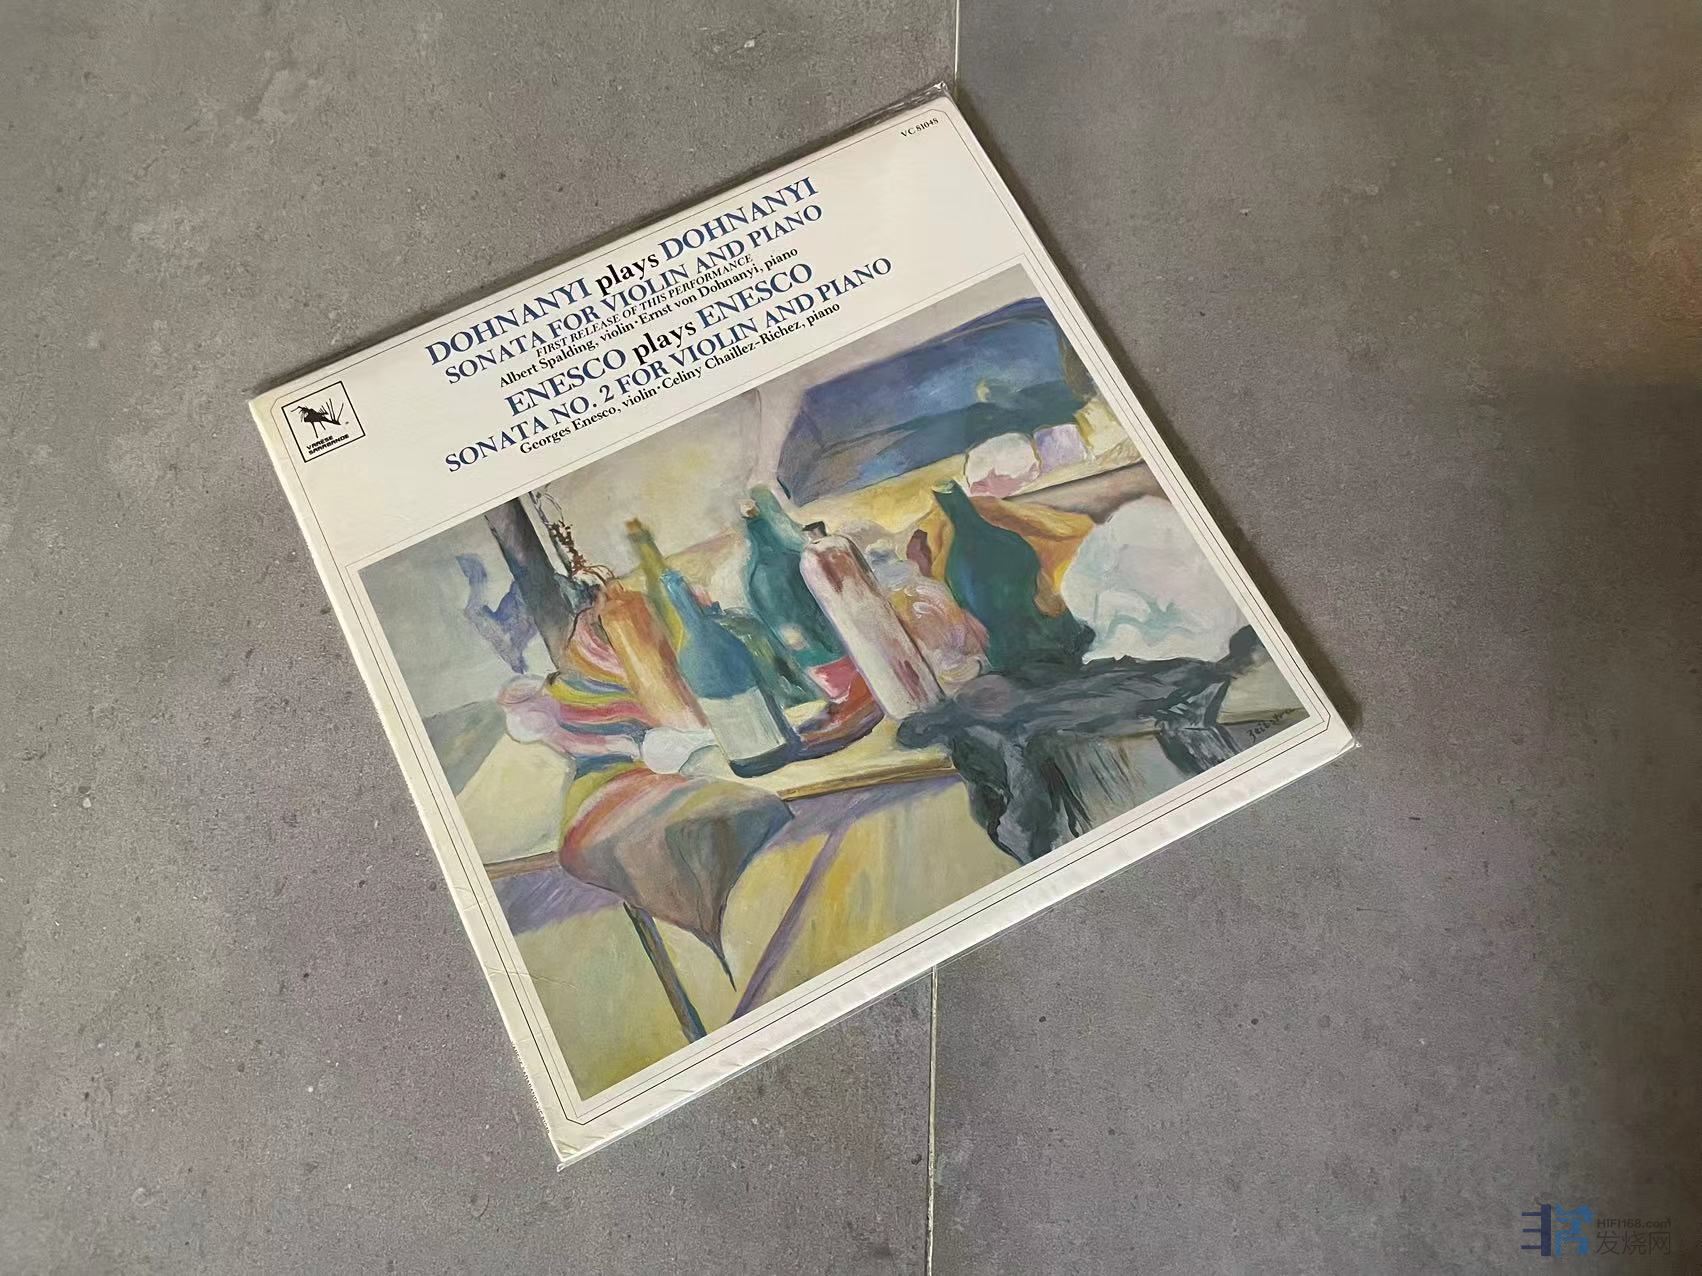 VC 81048
DOHNANYI plays DOHNANYI
SONATA FOR VIOLIN AND PIANO
FIRST RELEASE OF THIS PERFORMANCE
Albert Spalding, violin · Ernst von Dohnanyi, piano
ENESCO plays ENESCO
SONATA NO. 2 FOR VIOLIN AND PIANO
Georges Enesco, violin · Celiny Chaillez-Richez, piano
VARESE
SARABANDE
HIFI168.com
发烧网